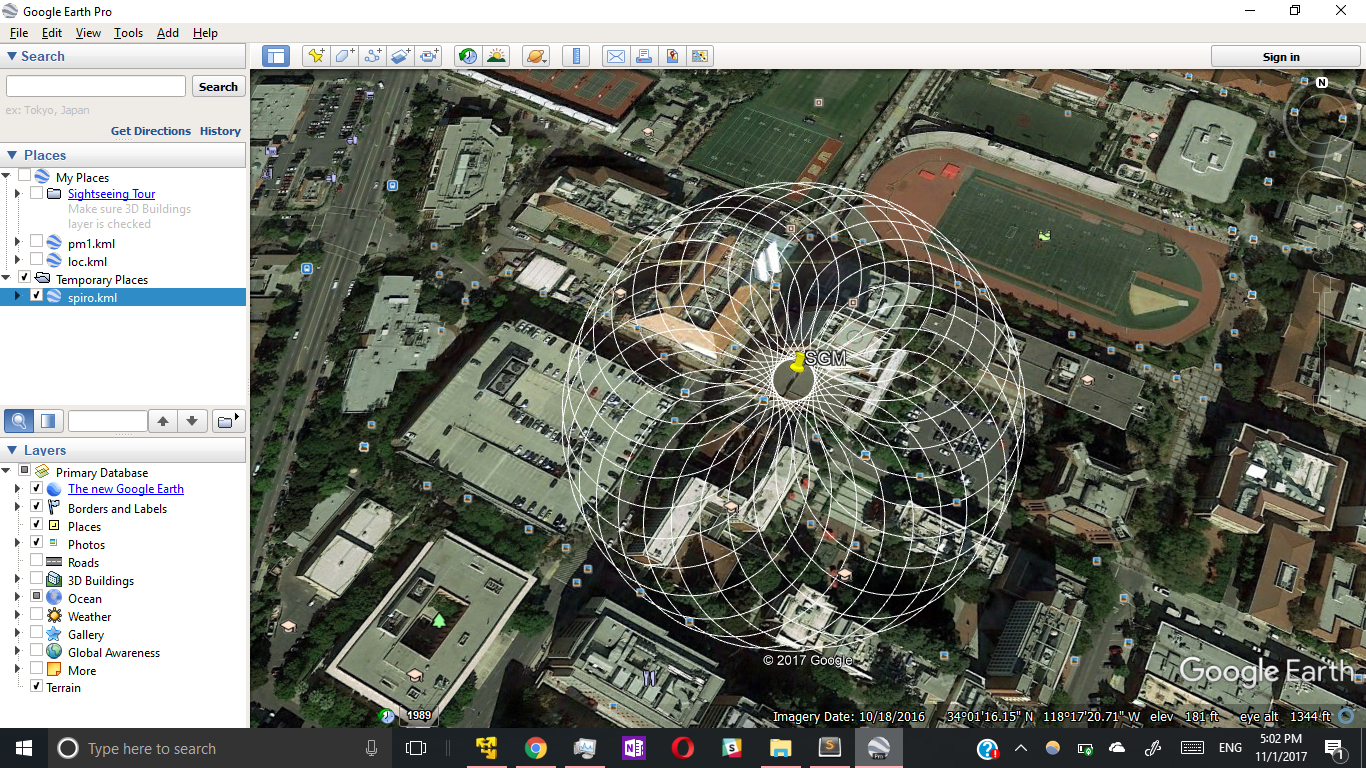 Google Earth Pro
File Edit View Tools Add Help
Search
Search
ex: Tokyo, Japan
Get Directions History
Places
My Places
Sightseeing Tour
Make sure 3D Buildings
layer is checked
pm1.kml
loc.kml
Temporary Places
spiro.kml
Layers
Primary Database
The new Google Earth
Borders and Labels
Places
Photos
Roads
3D Buildings
Ocean
Weather
Gallery
Global Awareness
More
Terrain
Sign in
N
SGM
© 2017 Google
Google Earth
1989
Imagery Date: 10/18/2016 34°01'16.15" N 118°17'20.71" W elev 181 ft eye alt 1344 ft
Type here to search
ENG
5:02 PM
11/1/2017
1